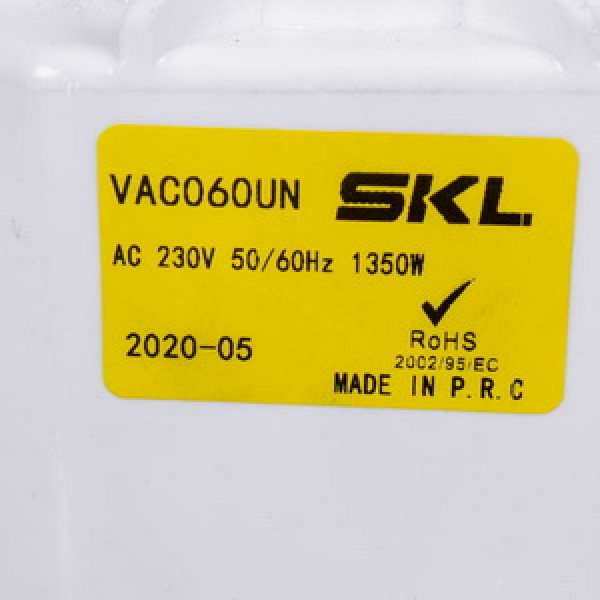 VAC060UN SKL
AC 230V 50/60Hz 1350W
2020-05
RoHS
2002/95/EC
MADE IN P.R.C